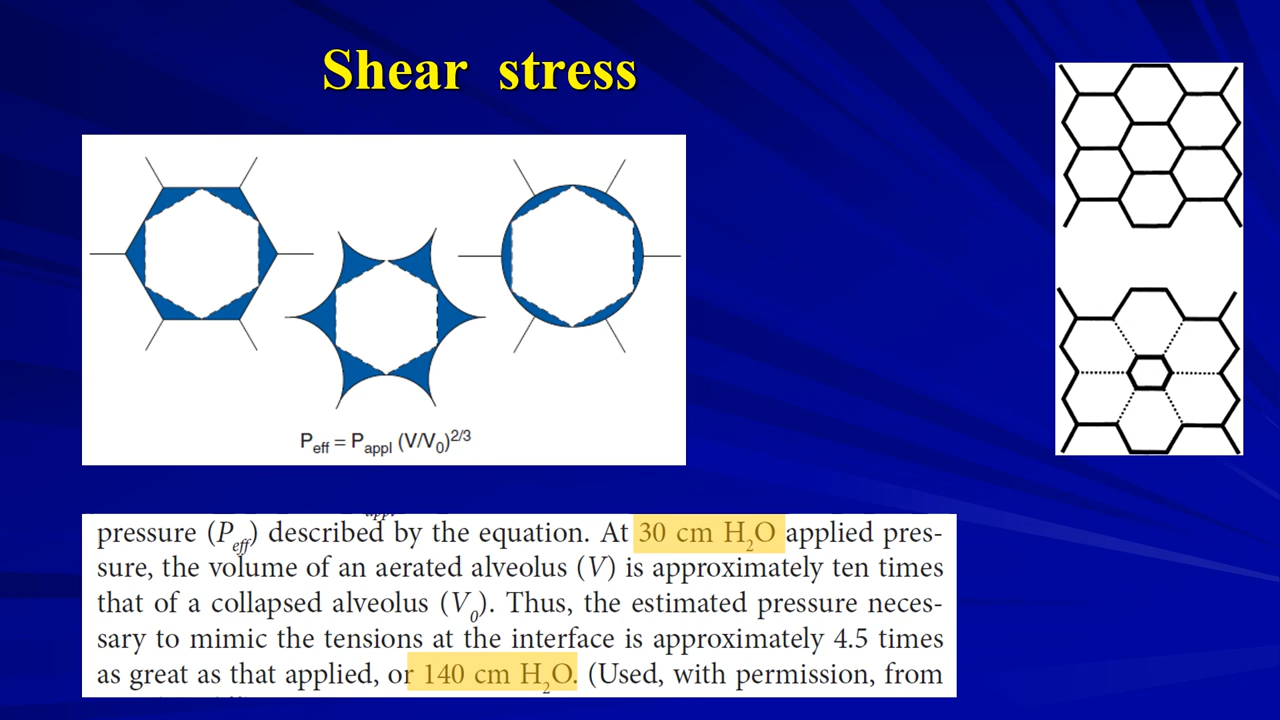 Shear stress
P_eff = P_appl (V/V_0)^2/3
appl.
pressure (P_eff) described by the equation. At 30 cm H_2O applied pres-
sure, the volume of an aerated alveolus (V) is approximately ten times
that of a collapsed alveolus (V_0). Thus, the estimated pressure neces-
sary to mimic the tensions at the interface is approximately 4.5 times
as great as that applied, or 140 cm H_2O. (Used, with permission, from